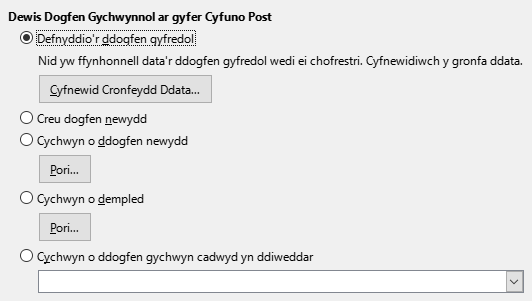 Dewis Dogfen Gychwynnol ar gyfer Cyfuno Post
Defnyddio'r ddogfen gyfredol
Nid yw ffynhonnell data'r ddogfen gyfredol wedi ei chofrestri. Cyfnewidiwch y gronfa ddata.
Cyfnewid Cronfeydd Ddata...
Creu dogfen newydd
Cychwyn o ddogfen newydd
Pori...
Cychwyn o dempled
Pori...
Cychwyn o ddogfen gychwyn cadwyd yn ddiweddar